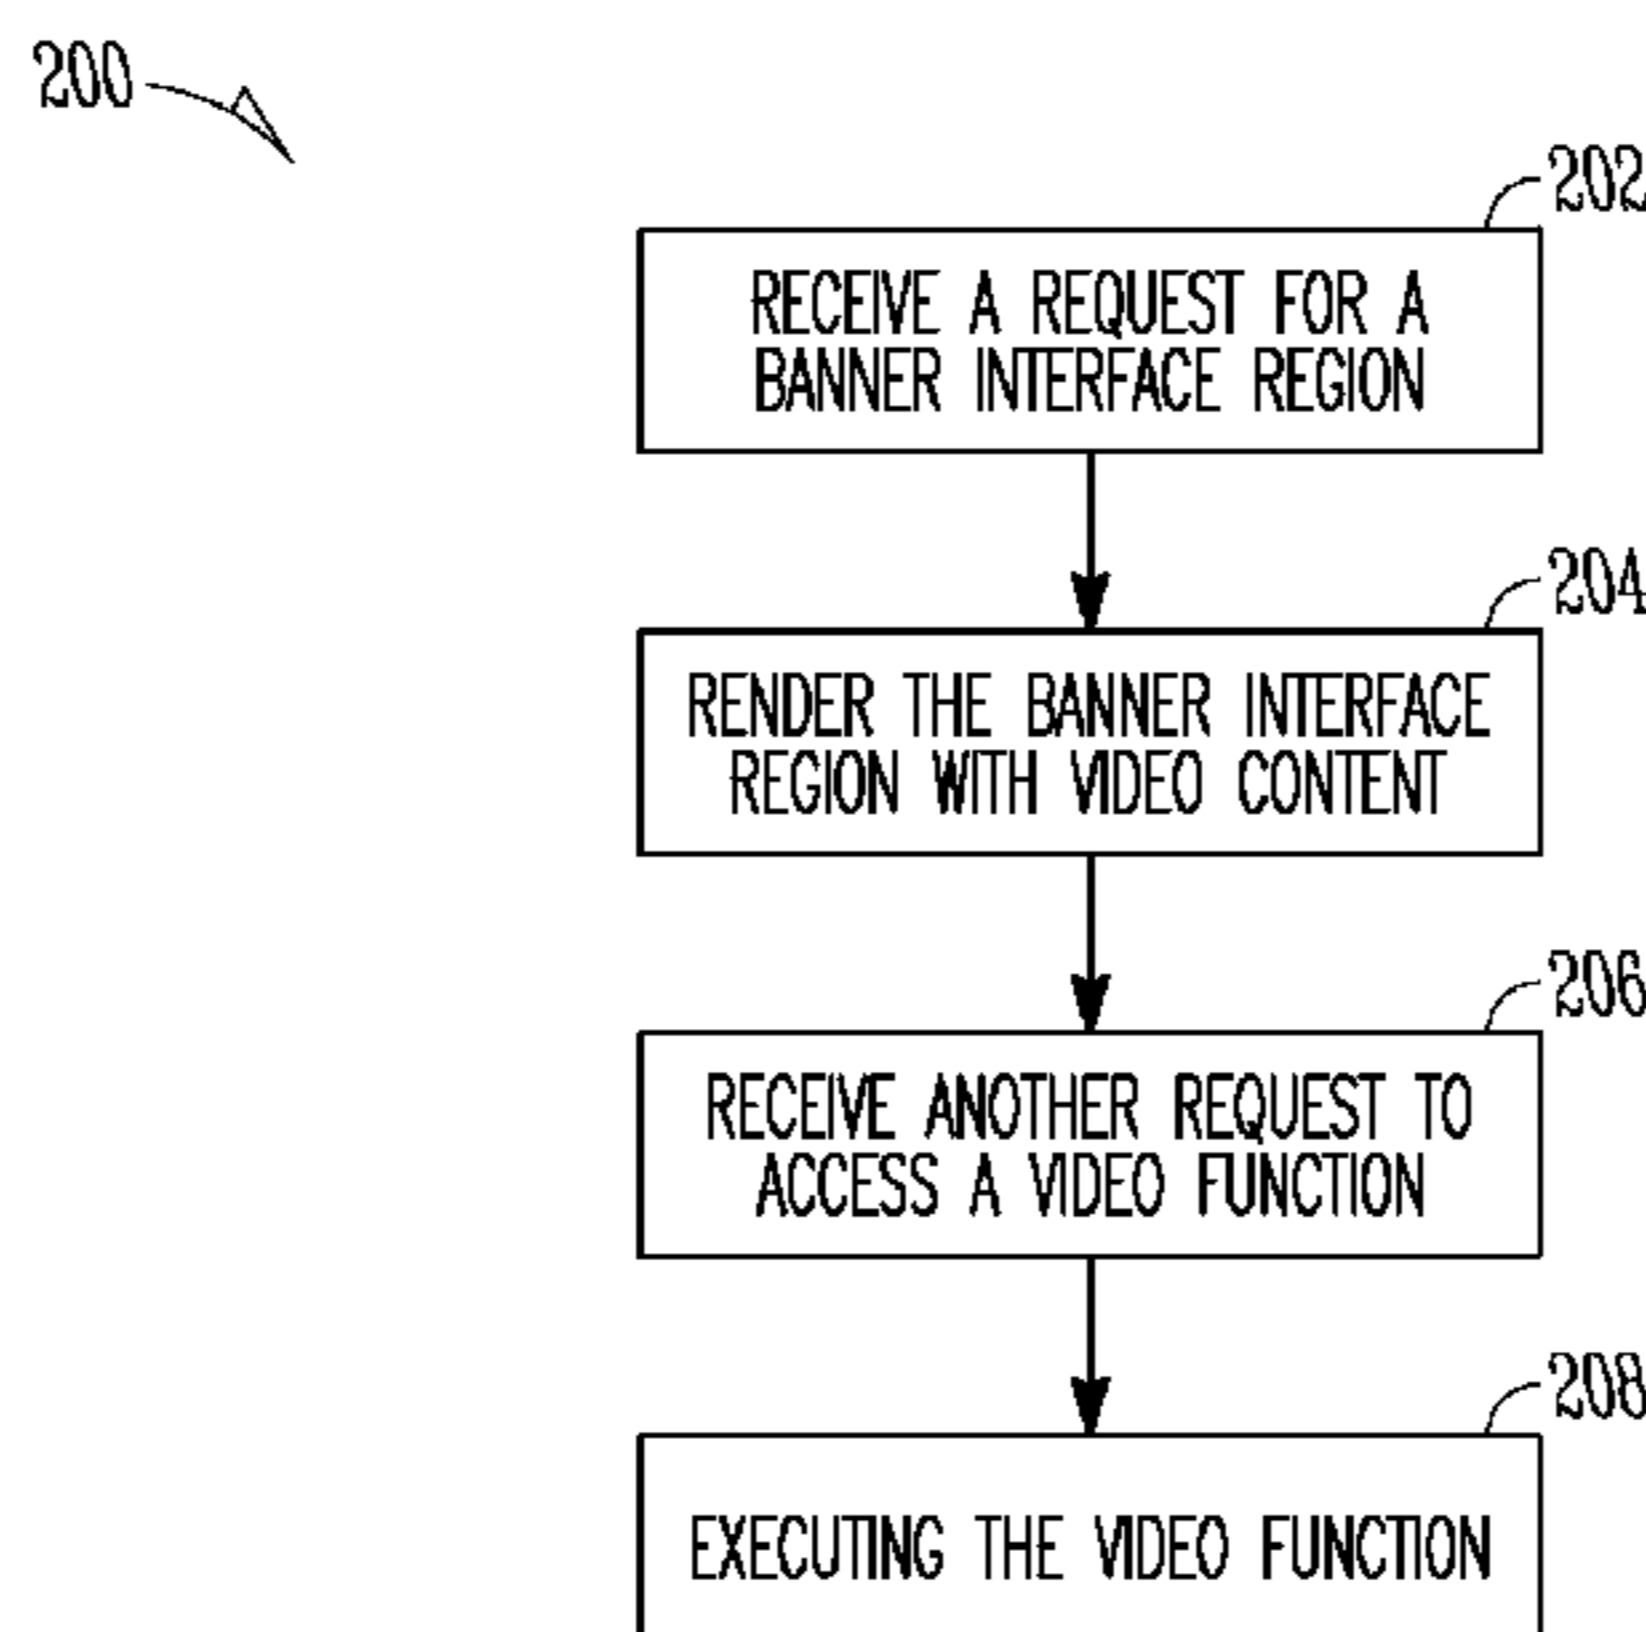 200
202
RECEIVE A REQUEST FOR A
BANNER INTERFACE REGION
204
RENDER THE BANNER INTERFACE
REGION WITH VIDEO CONTENT
206
RECEIVE ANOTHER REQUEST TO
ACCESS A VIDEO FUNCTION
208
EXECUTING THE VIDEO FUNCTION